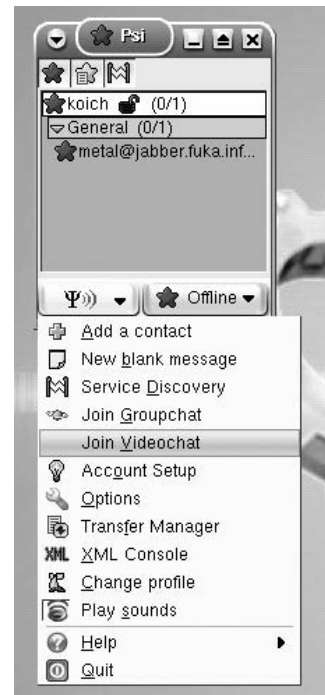 Psi
koich (0/1)
General (0/1)
metal@jabber.fuka.inf...
Ψ Offline
Add a contact
New blank message
Service Discovery
Join Groupchat
Join Videochat
Account Setup
Options
Transfer Manager
XML XML Console
Change profile
Play sounds
Help
Quit